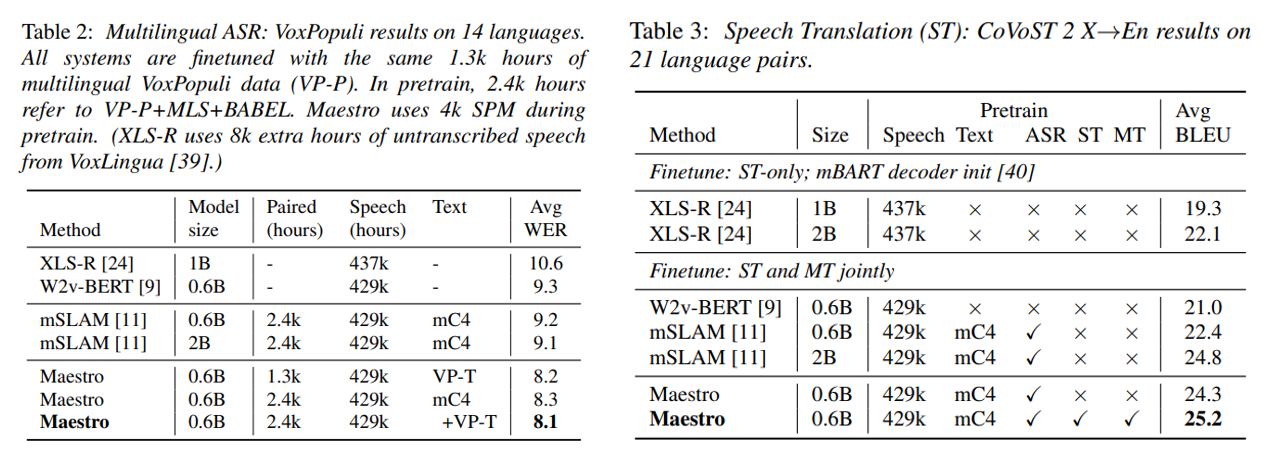 Table 2: Multilingual ASR: VoxPopuli results on 14 languages.
All systems are finetuned with the same 1.3k hours of
multilingual VoxPopuli data (VP-P). In pretrain, 2.4k hours
refer to VP-P+MLS+BABEL. Maestro uses 4k SPM during
pretrain. (XLS-R uses 8k extra hours of untranscribed speech
from VoxLingua [39].)
Model Paired Speech Text Avg
Method size (hours) (hours) WER
XLS-R [24] 1B - 437k - 10.6
W2v-BERT [9] 0.6B - 429k - 9.3
mSLAM [11] 0.6B 2.4k 429k mC4 9.2
mSLAM [11] 2B 2.4k 429k mC4 9.1
Maestro 0.6B 1.3k 429k VP-T 8.2
Maestro 0.6B 2.4k 429k mC4 8.3
Maestro 0.6B 2.4k 429k +VP-T 8.1
Table 3: Speech Translation (ST): CoVoST 2 X→En results on
21 language pairs.
Pretrain Avg
Method Size Speech Text ASR ST MT BLEU
Finetune: ST-only; mBART decoder init [40]
XLS-R [24] 1B 437k × × × × 19.3
XLS-R [24] 2B 437k × × × × 22.1
Finetune: ST and MT jointly
W2v-BERT [9] 0.6B 429k × × × × 21.0
mSLAM [11] 0.6B 429k mC4 ✓ × × 22.4
mSLAM [11] 2B 429k mC4 ✓ × × 24.8
Maestro 0.6B 429k mC4 ✓ × × 24.3
Maestro 0.6B 429k mC4 ✓ ✓ ✓ 25.2